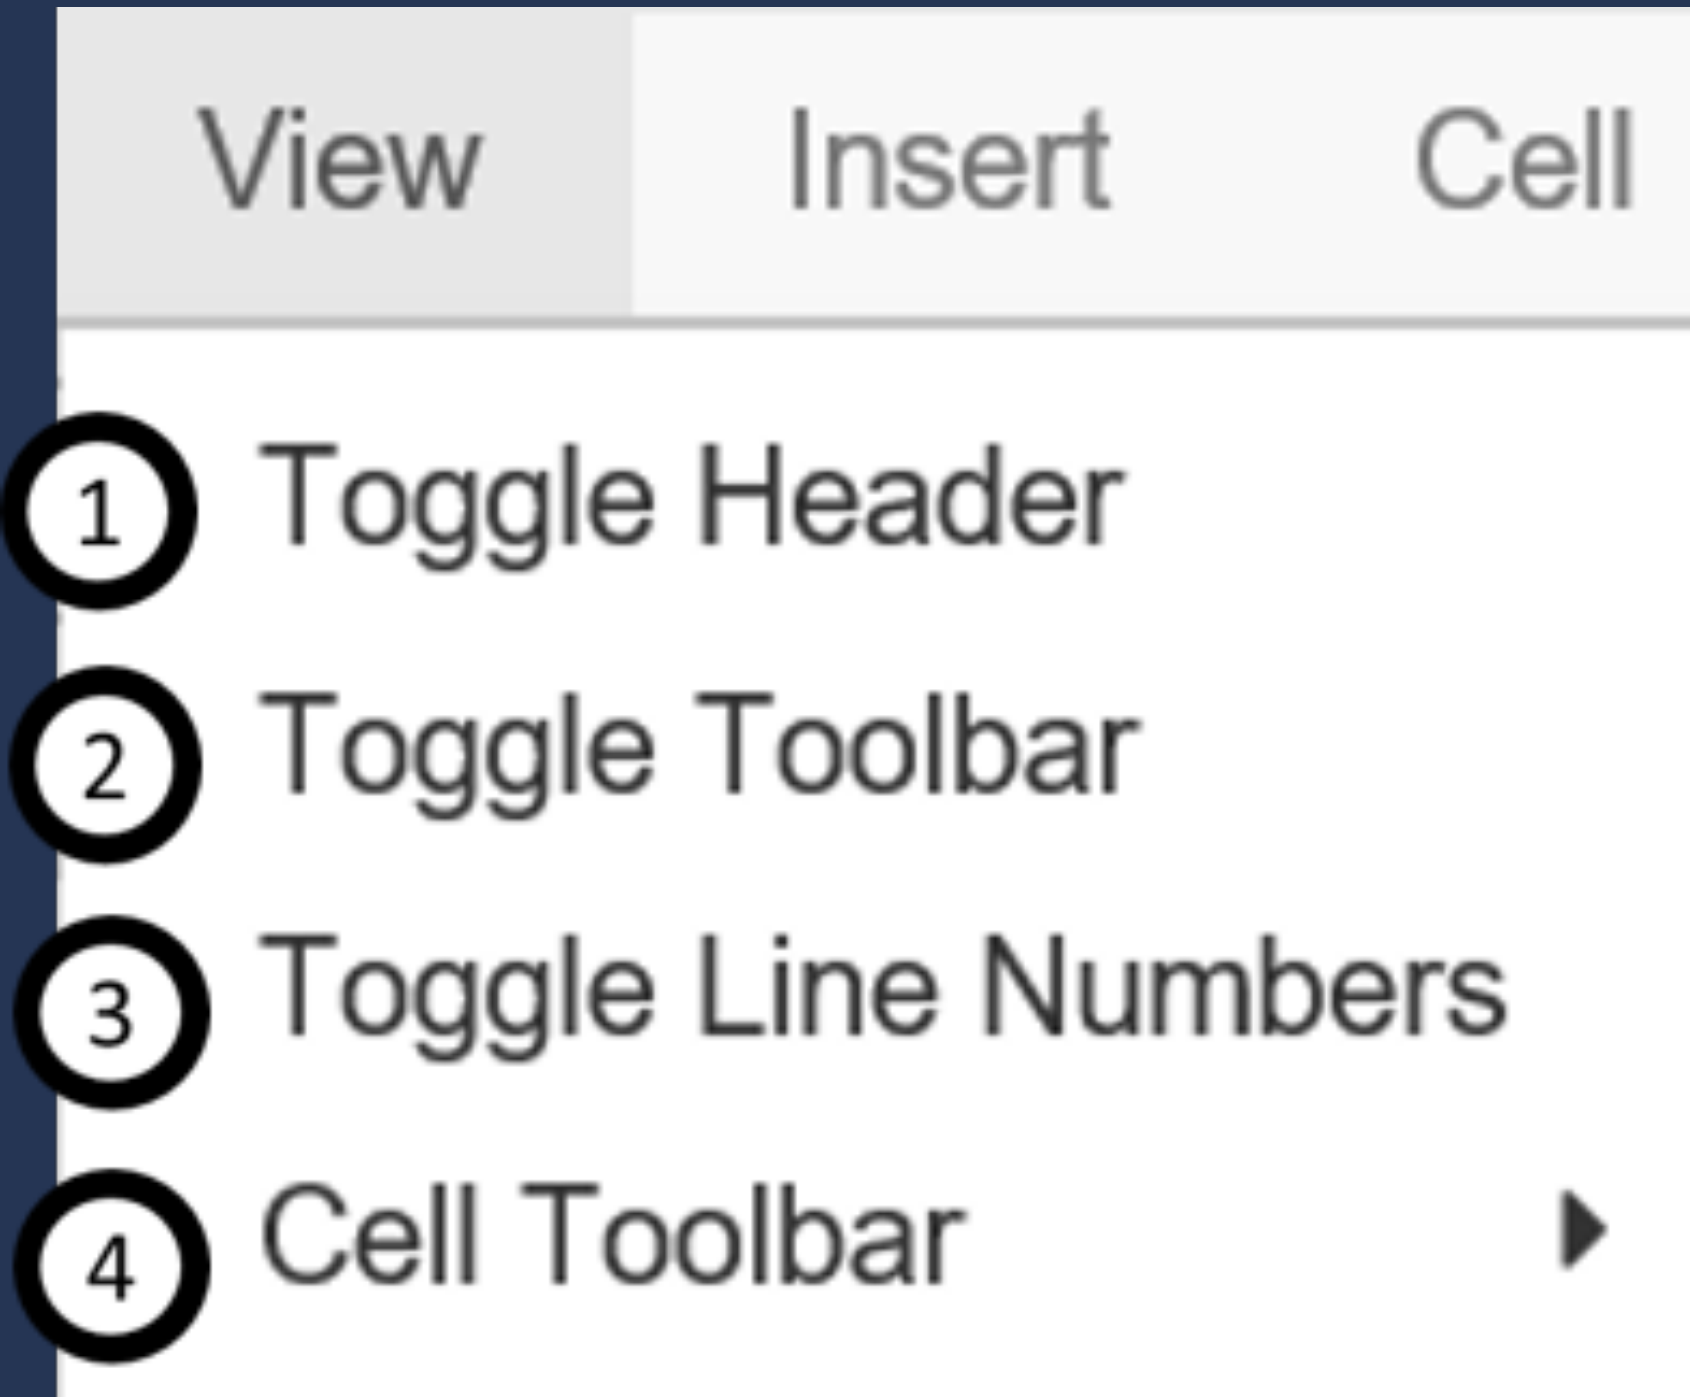 View Insert Cell
1 Toggle Header
2 Toggle Toolbar
3 Toggle Line Numbers
4 Cell Toolbar